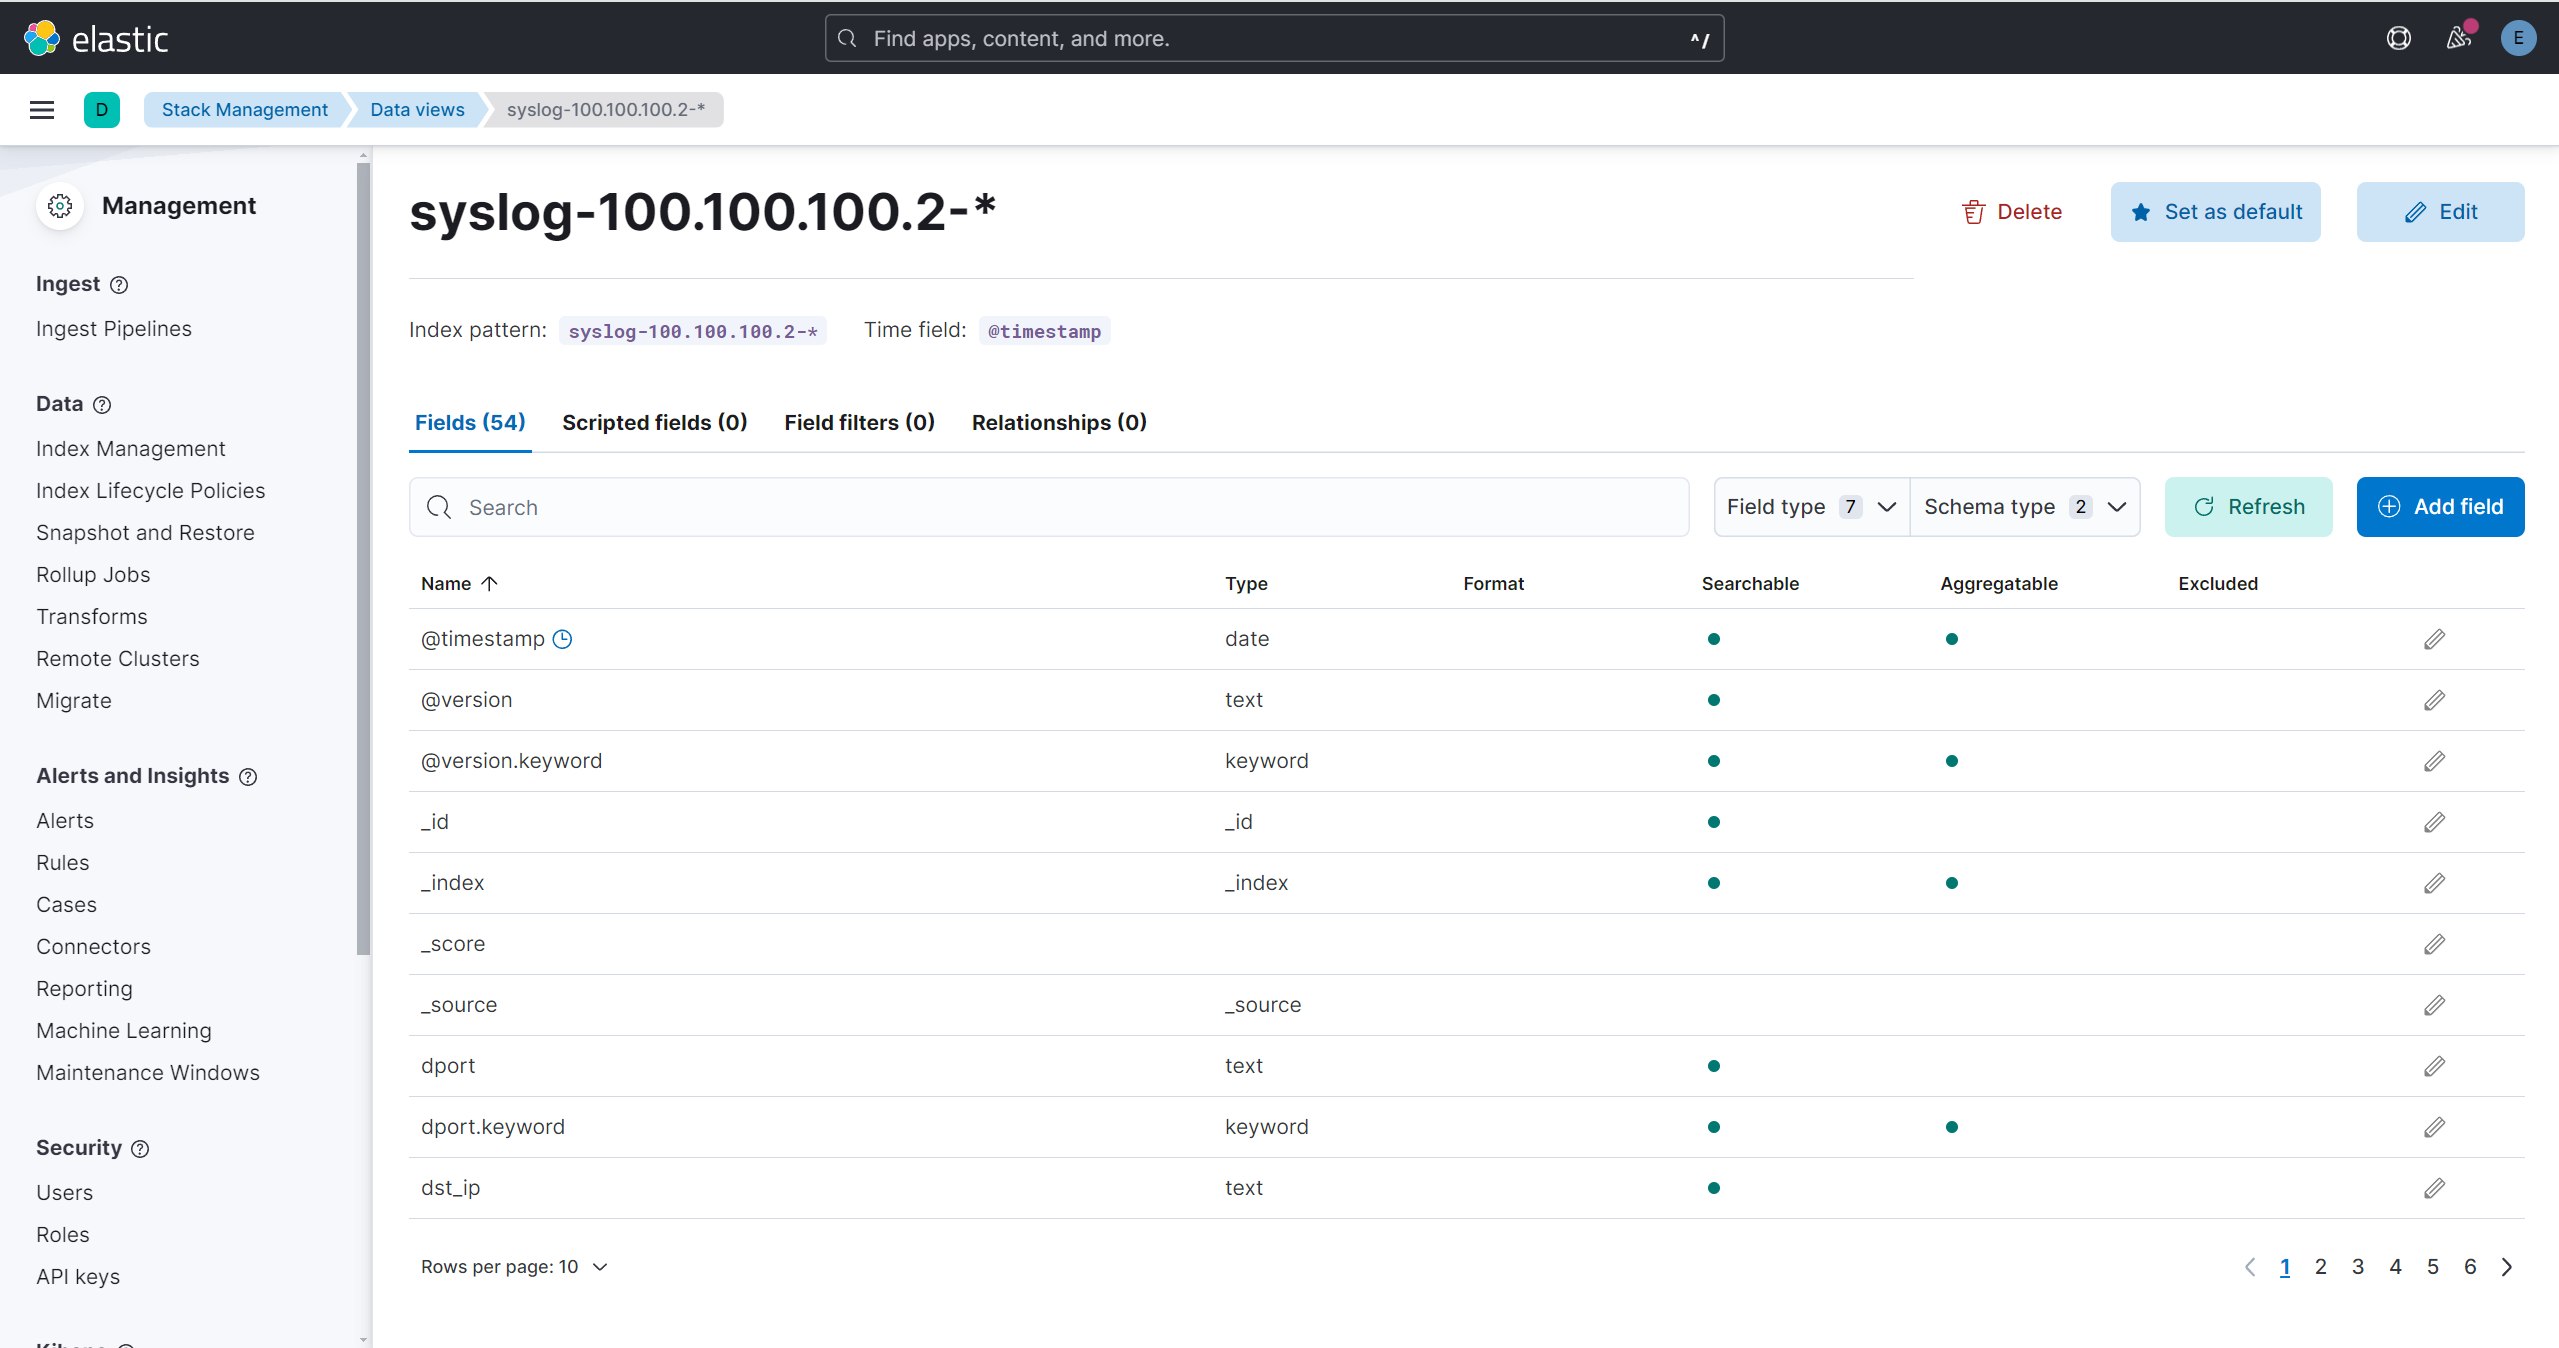 elastic
Find apps, content, and more.
^/
E
D
Stack Management
Data views
syslog-100.100.100.2-*
Management
Ingest
Ingest Pipelines
Data
Index Management
Index Lifecycle Policies
Snapshot and Restore
Rollup Jobs
Transforms
Remote Clusters
Migrate
Alerts and Insights
Alerts
Rules
Cases
Connectors
Reporting
Machine Learning
Maintenance Windows
Security
Users
Roles
API keys
syslog-100.100.100.2-*
Delete
Set as default
Edit
Index pattern: syslog-100.100.100.2-* Time field: @timestamp
Fields (54) Scripted fields (0) Field filters (0) Relationships (0)
Search
Field type 7
Schema type 2
Refresh
Add field
Name Type Format Searchable Aggregatable Excluded
@timestamp date
@version text
@version.keyword keyword
_id _id
_index _index
_score
_source _source
dport text
dport.keyword keyword
dst_ip text
Rows per page: 10
1 2 3 4 5 6